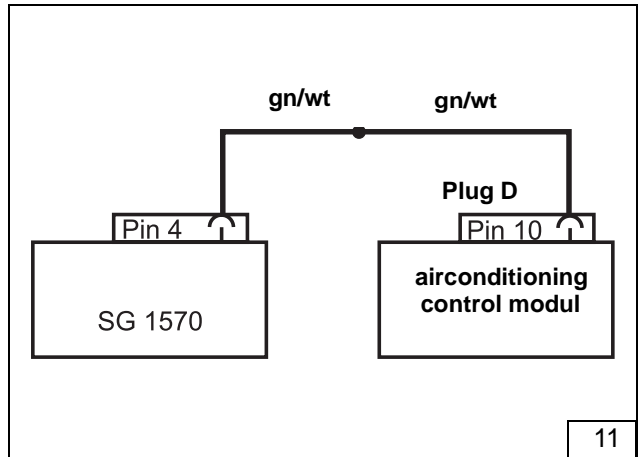 gn/wt gn/wt
Plug D
Pin 4 Pin 10
airconditioning
control modul
SG 1570
11